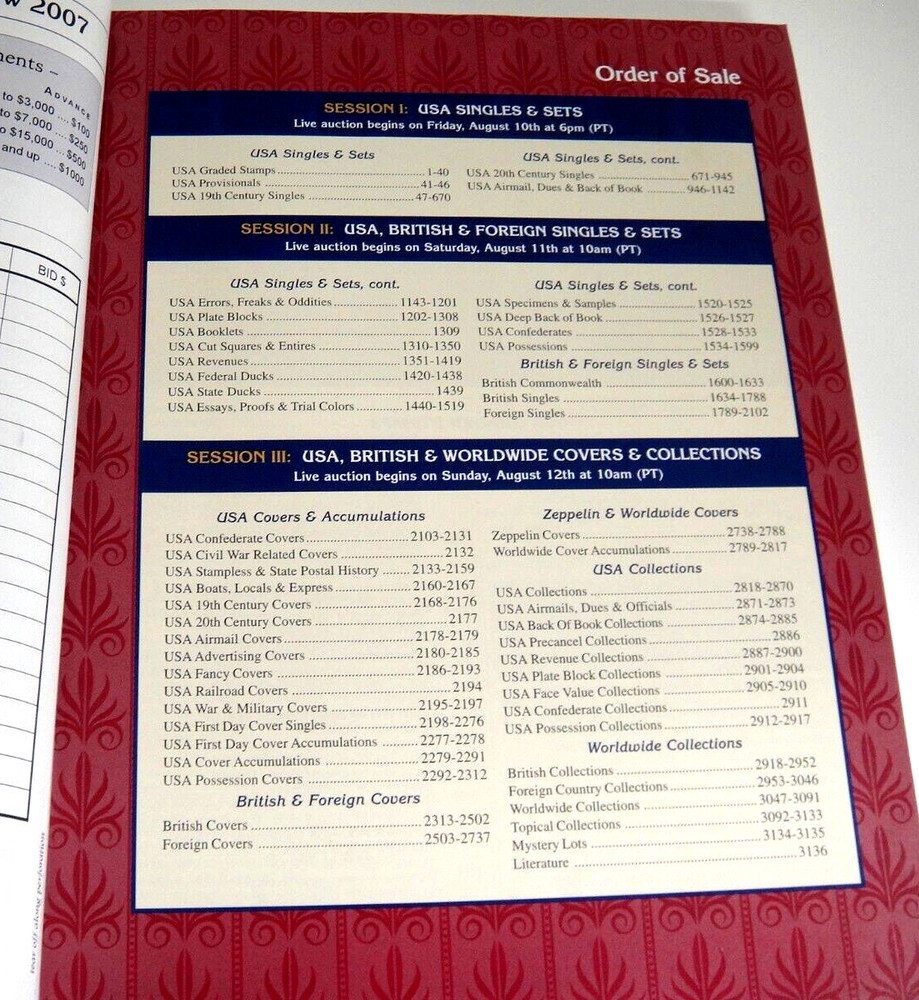 w 2007
ments –
ADVANCE
to $3,000 .... $100
to $7,000 .... $250
o $15,000 ... $500
and up .... $1000
BID $
tear off along perforation
Order of Sale
SESSION I: USA SINGLES & SETS
Live auction begins on Friday, August 10th at 6pm (PT)
USA Singles & Sets
USA Graded Stamps 1-40
USA Provisionals 41-46
USA 19th Century Singles 47-670
USA Singles & Sets, cont.
USA 20th Century Singles 671-945
USA Airmail, Dues & Back of Book 946-1142
SESSION II: USA, BRITISH & FOREIGN SINGLES & SETS
Live auction begins on Saturday, August 11th at 10am (PT)
USA Singles & Sets, cont.
USA Errors, Freaks & Oddities 1143-1201
USA Plate Blocks 1202-1308
USA Booklets 1309
USA Cut Squares & Entires 1310-1350
USA Revenues 1351-1419
USA Federal Ducks 1420-1438
USA State Ducks 1439
USA Essays, Proofs & Trial Colors 1440-1519
USA Singles & Sets, cont.
USA Specimens & Samples 1520-1525
USA Deep Back of Book 1526-1527
USA Confederates 1528-1533
USA Possessions 1534-1599
British & Foreign Singles & Sets
British Commonwealth 1600-1633
British Singles 1634-1788
Foreign Singles 1789-2102
SESSION III: USA, BRITISH & WORLDWIDE COVERS & COLLECTIONS
Live auction begins on Sunday, August 12th at 10am (PT)
USA Covers & Accumulations
USA Confederate Covers 2103-2131
USA Civil War Related Covers 2132
USA Stampless & State Postal History 2133-2159
USA Boats, Locals & Express 2160-2167
USA 19th Century Covers 2168-2176
USA 20th Century Covers 2177
USA Airmail Covers 2178-2179
USA Advertising Covers 2180-2185
USA Fancy Covers 2186-2193
USA Railroad Covers 2194
USA War & Military Covers 2195-2197
USA First Day Cover Singles 2198-2276
USA First Day Cover Accumulations 2277-2278
USA Cover Accumulations 2279-2291
USA Possession Covers 2292-2312
British & Foreign Covers
British Covers 2313-2502
Foreign Covers 2503-2737
Zeppelin & Worldwide Covers
Zeppelin Covers 2738-2788
Worldwide Cover Accumulations 2789-2817
USA Collections
USA Collections 2818-2870
USA Airmails, Dues & Officials 2871-2873
USA Back Of Book Collections 2874-2885
USA Precancel Collections 2886
USA Revenue Collections 2887-2900
USA Plate Block Collections 2901-2904
USA Face Value Collections 2905-2910
USA Confederate Collections 2911
USA Possession Collections 2912-2917
Worldwide Collections
British Collections 2918-2952
Foreign Country Collections 2953-3046
Worldwide Collections 3047-3091
Topical Collections 3092-3133
Mystery Lots 3134-3135
Literature 3136